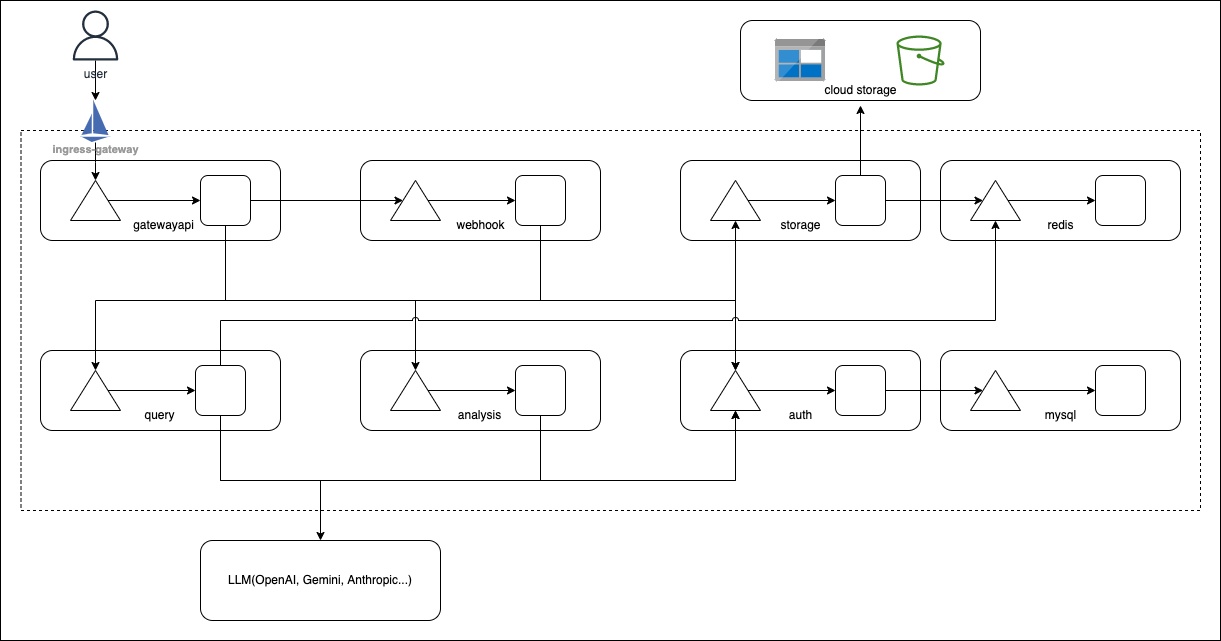 user
cloud storage
ingress-gateway
gatewayapi
webhook
storage
redis
query
analysis
auth
mysql
LLM(OpenAI, Gemini, Anthropic...)